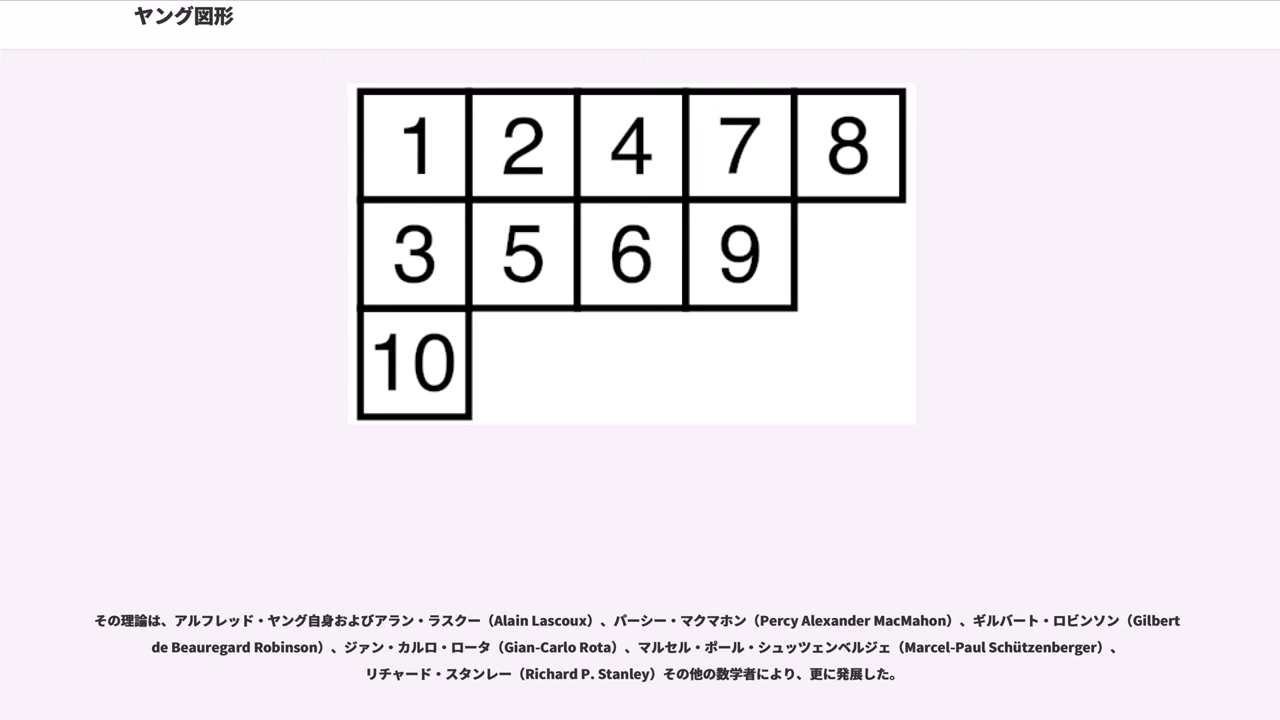 ヤング図形
1 2 4 7 8
3 5 6 9
10
その理論は、アルフレッド・ヤング自身およびアラン・ラスクー（Alain Lascoux）、パーシー・マクマホン（Percy Alexander MacMahon）、ギルバート・ロビンソン（Gilbert
de Beauregard Robinson）、ジァン・カルロ・ロータ（Gian-Carlo Rota）、マルセル・ポール・シュッツェンベルジェ（Marcel-Paul Schützenberger）、
リチャード・スタンレー（Richard P. Stanley）その他の数学者により、更に発展した。